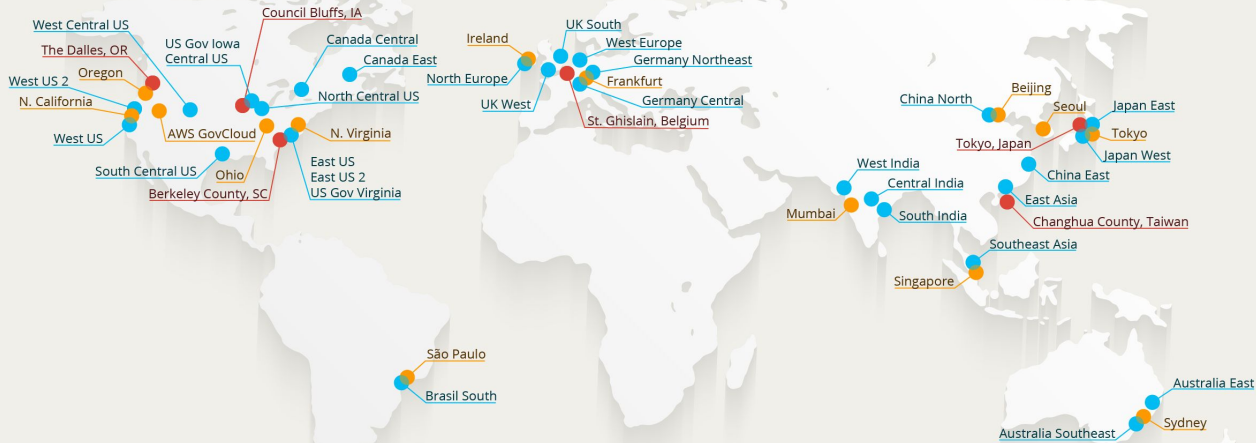 Council Bluffs, IA
West Central US
The Dalles, OR
US Gov Iowa
Central US
Canada Central
Canada East
Oregon
West US 2
N. California
North Central US
West US
AWS GovCloud
N. Virginia
South Central US
Ohio
Berkeley County, SC
East US
East US 2
US Gov Virginia
São Paulo
Brasil South
UK South
Ireland
West Europe
Germany Northeast
North Europe
Frankfurt
UK West
Germany Central
St. Ghislain, Belgium
Beijing
China North
Seoul
Japan East
Tokyo
Tokyo, Japan
Japan West
West India
China East
Central India
East Asia
Mumbai
South India
Changhua County, Taiwan
Southeast Asia
Singapore
Australia East
Sydney
Australia Southeast